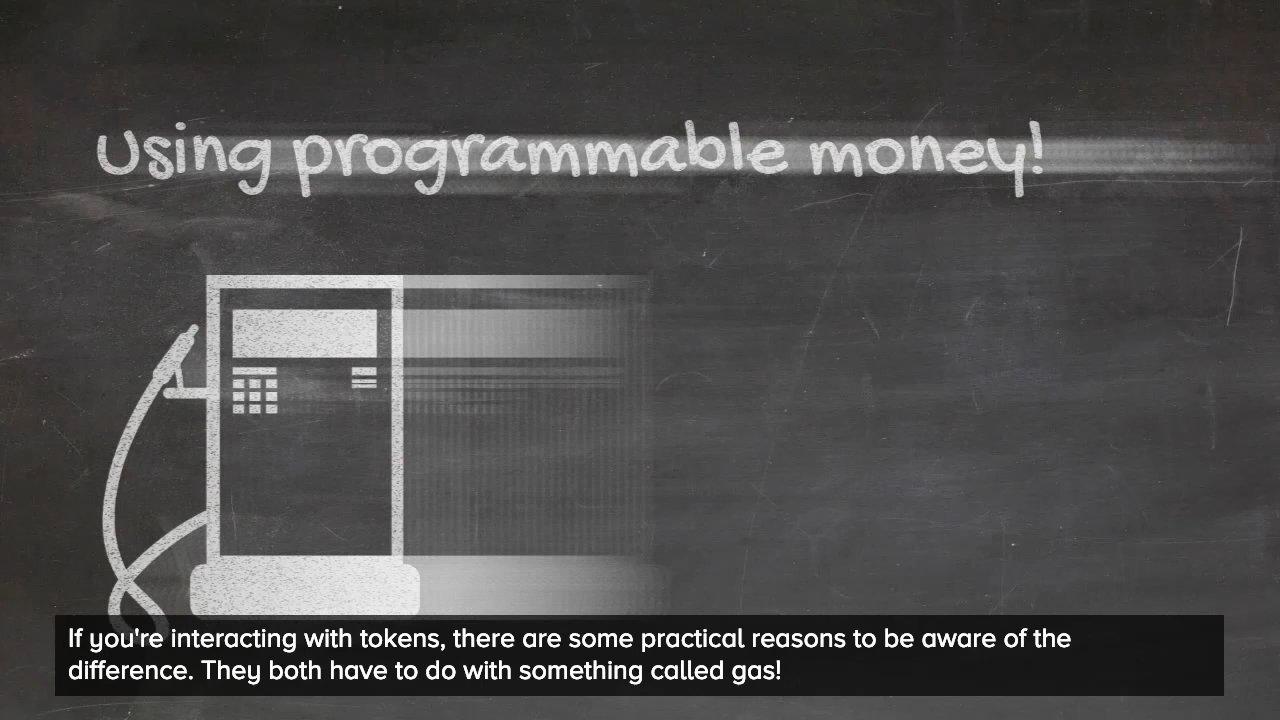 Using programmable money!
If you're interacting with tokens, there are some practical reasons to be aware of the
difference. They both have to do with something called gas!